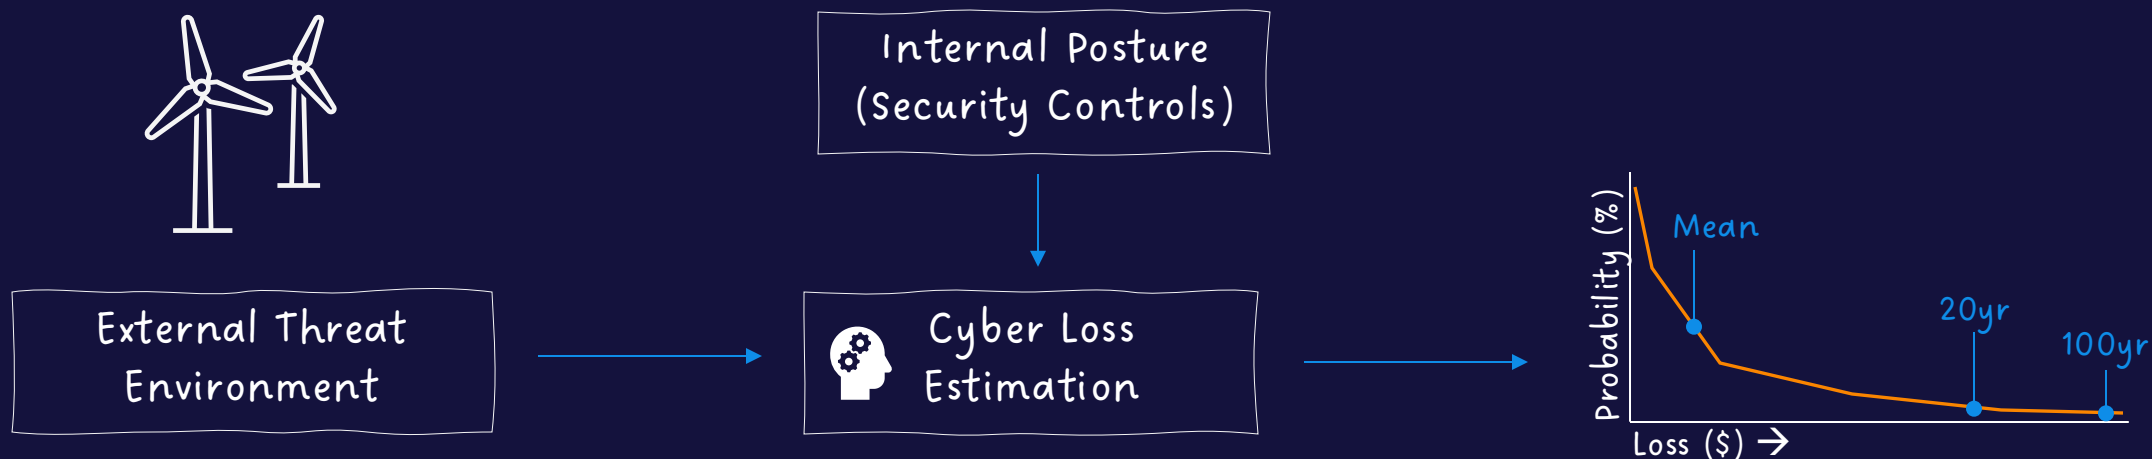 Internal Posture
(Security Controls)
External Threat
Environment
Cyber Loss
Estimation
Probability (%)
Mean
20yr
100yr
Loss ($) →